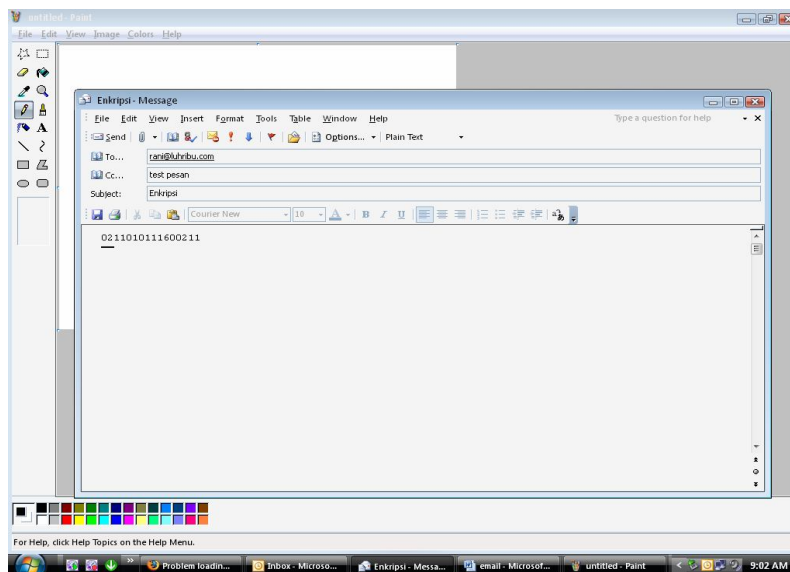 untitled - Paint
File Edit View Image Colors Help
Enkripsi - Message
File Edit View Insert Format Tools Table Window Help
Type a question for help
Send Options... Plain Text
To... rani@luhribu.com
Cc... test pesan
Subject: Enkripsi
Courier New 10 A B I U
0211010111600211
For Help, click Help Topics on the Help Menu.
Problem loadin... Inbox - Microso... Enkripsi - Messa... email - Microsof... untitled - Paint 9:02 AM